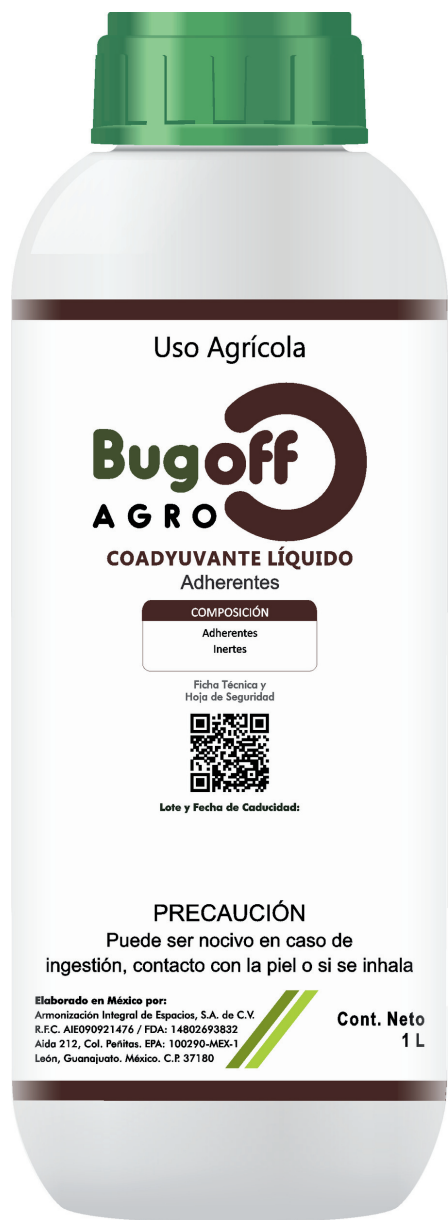 Uso Agrícola
Bugoff
AGRO
COADYUVANTE LÍQUIDO
Adherentes
COMPOSICIÓN
Adherentes
Inertes
Ficha Técnica y
Hoja de Seguridad
Lote y Fecha de Caducidad:
PRECAUCIÓN
Puede ser nocivo en caso de
ingestión, contacto con la piel o si se inhala
Elaborado en México por:
Armonización Integral de Espacios, S.A. de C.V.
R.F.C. AIE090921476 / FDA: 14802693832
Aida 212, Col. Peñitas. EPA: 100290-MEX-1
León, Guanajuato. México. C.P. 37180
Cont. Neto
1 L